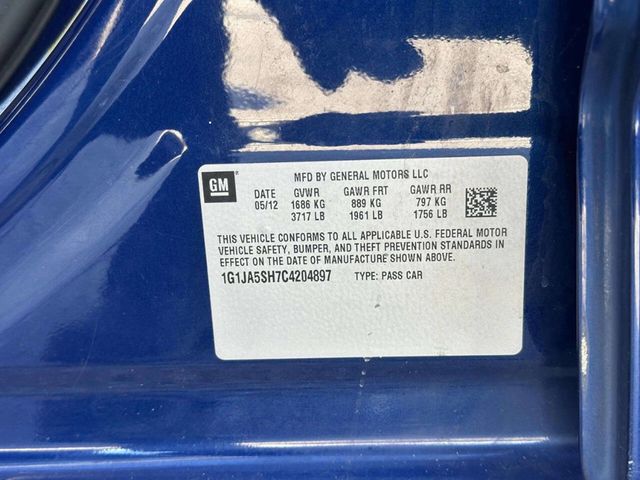 GM
MFD BY GENERAL MOTORS LLC
DATE GVWR GAWR FRT GAWR RR
05/12 1686 KG 889 KG 797 KG
3717 LB 1961 LB 1756 LB
THIS VEHICLE CONFORMS TO ALL APPLICABLE U.S. FEDERAL MOTOR
VEHICLE SAFETY, BUMPER, AND THEFT PREVENTION STANDARDS IN
EFFECT ON THE DATE OF MANUFACTURE SHOWN ABOVE.
1G1JA5SH7C4204897 TYPE: PASS CAR